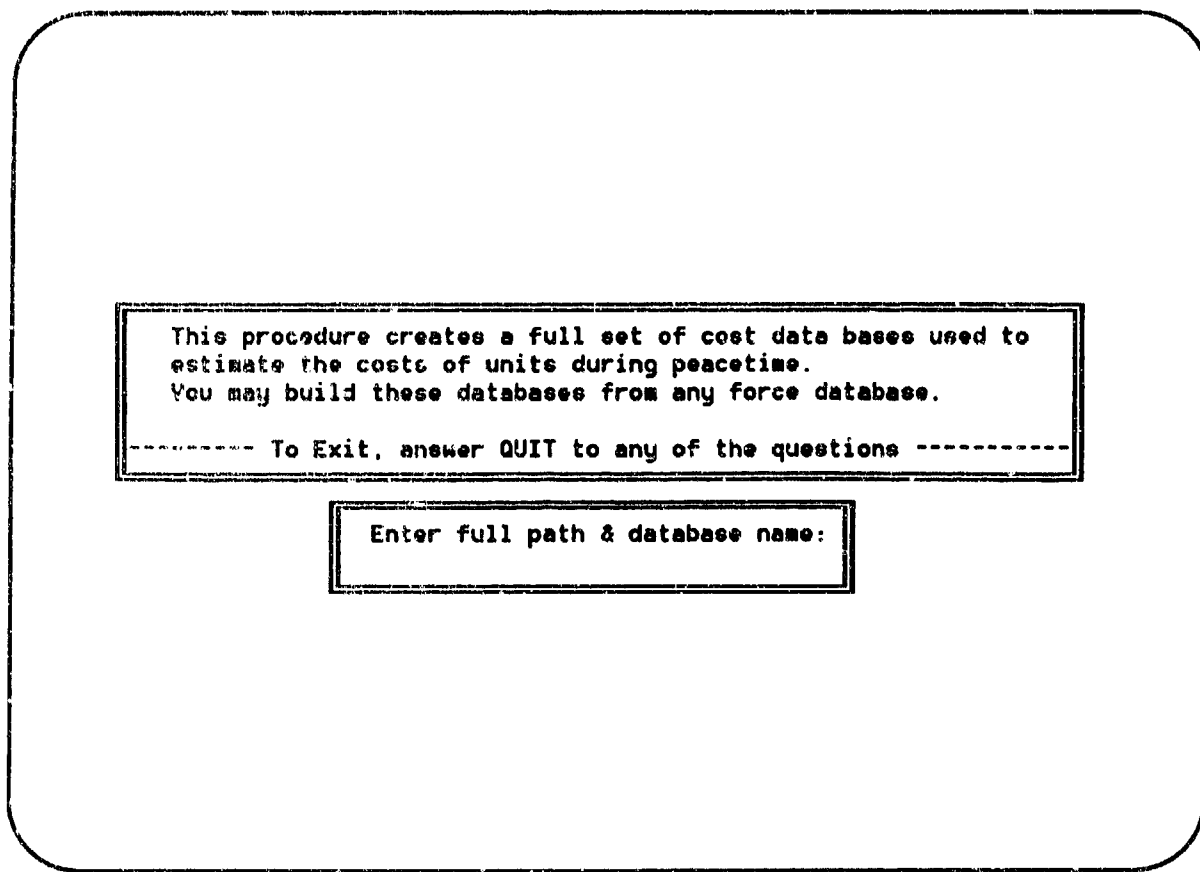 This procedure creates a full set of cost data bases used to
estimate the costs of units during peacetime.
You may build these databases from any force database.
--------- To Exit, answer QUIT to any of the questions -----------
Enter full path & database name: